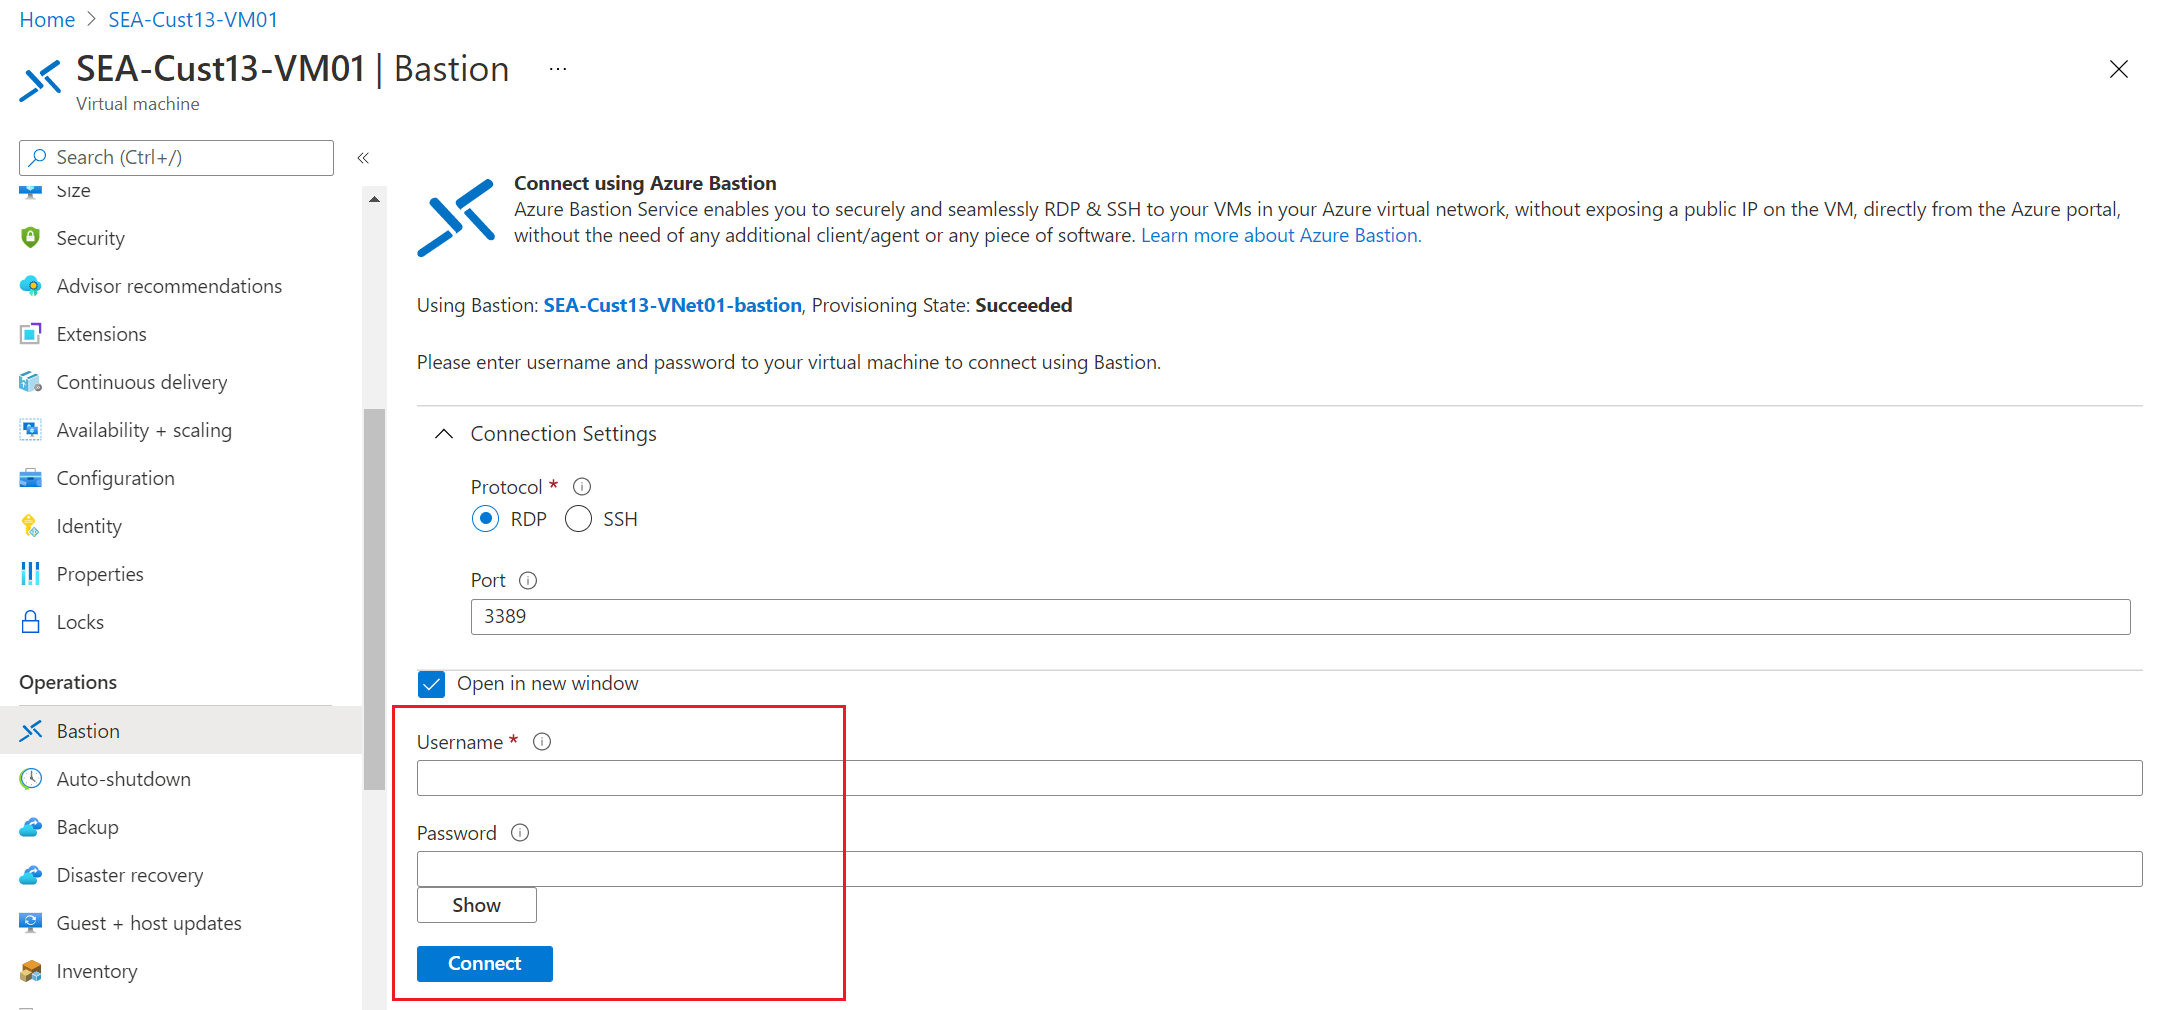 Home > SEA-Cust13-VM01
SEA-Cust13-VM01 | Bastion ...
Virtual machine
Search (Ctrl+/)
«
Size
Security
Advisor recommendations
Extensions
Continuous delivery
Availability + scaling
Configuration
Identity
Properties
Locks
Operations
Bastion
Auto-shutdown
Backup
Disaster recovery
Guest + host updates
Inventory
Connect using Azure Bastion
Azure Bastion Service enables you to securely and seamlessly RDP & SSH to your VMs in your Azure virtual network, without exposing a public IP on the VM, directly from the Azure portal,
without the need of any additional client/agent or any piece of software. Learn more about Azure Bastion.
Using Bastion: SEA-Cust13-VNet01-bastion, Provisioning State: Succeeded
Please enter username and password to your virtual machine to connect using Bastion.
Connection Settings
Protocol *
RDP SSH
Port
3389
Open in new window
Username *
Password
Show
Connect